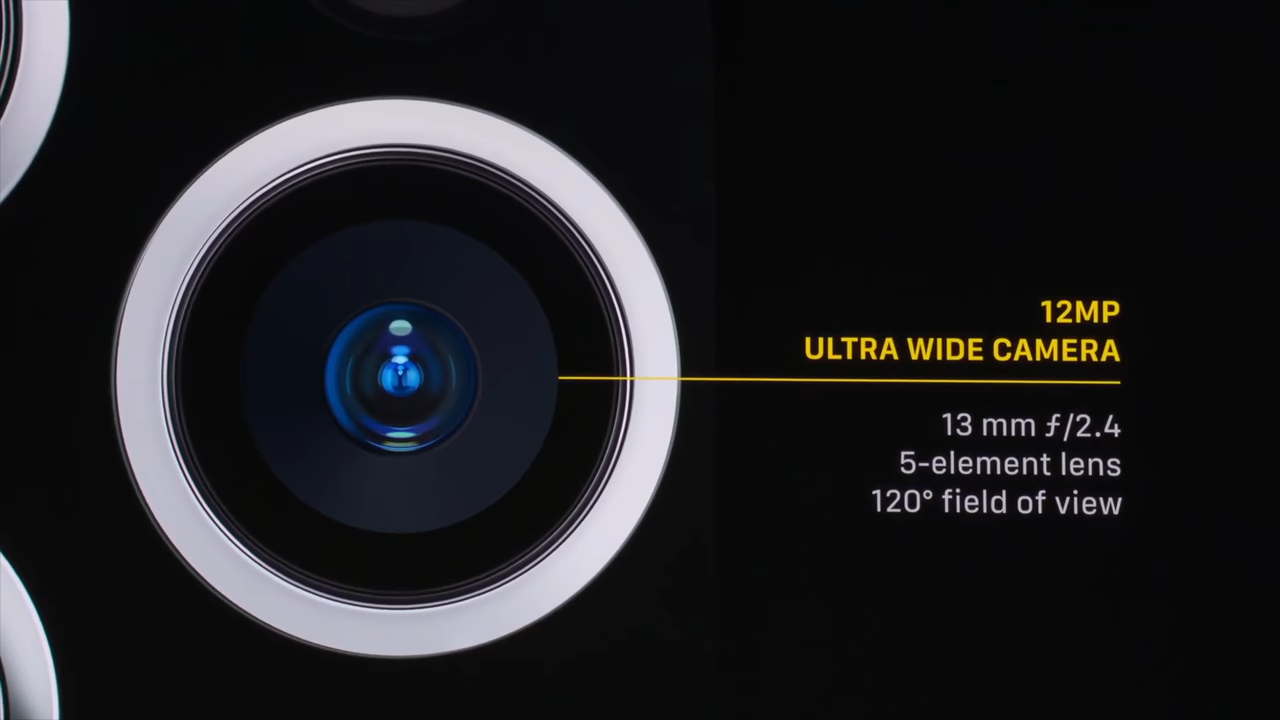 12MP
ULTRA WIDE CAMERA
13 mm ƒ/2.4
5-element lens
120° field of view